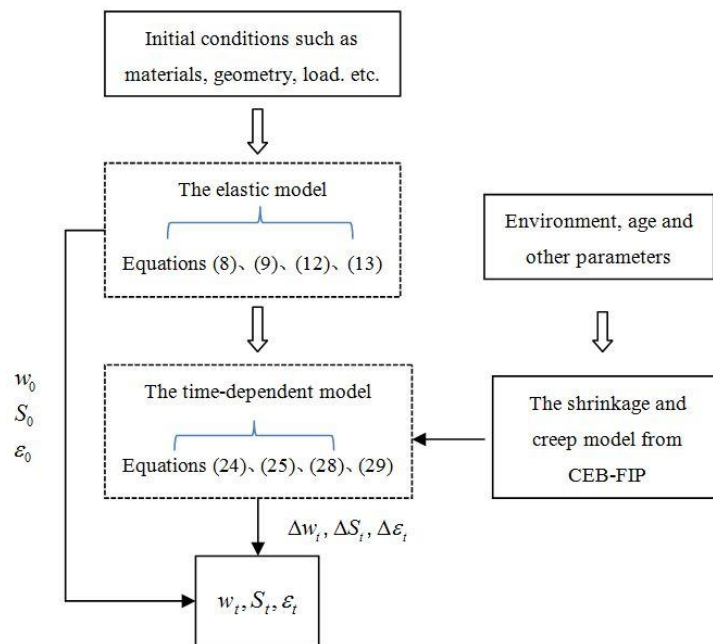 Initial conditions such as
materials, geometry, load. etc.
The elastic model
Equations (8)、(9)、(12)、(13)
Environment, age and
other parameters
w₀
S₀
ε₀
The time-dependent model
Equations (24)、(25)、(28)、(29)
The shrinkage and
creep model from
CEB-FIP
Δwₜ, ΔSₜ, Δεₜ
wₜ, Sₜ, εₜ